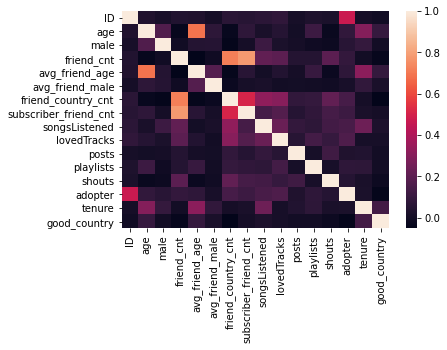 ID
age
male
friend_cnt
avg_friend_age
avg_friend_male
friend_country_cnt
subscriber_friend_cnt
songsListened
lovedTracks
posts
playlists
shouts
adopter
tenure
good_country
1.0
0.8
0.6
0.4
0.2
0.0
ID
age
male
friend_cnt
avg_friend_age
avg_friend_male
friend_country_cnt
subscriber_friend_cnt
songsListened
lovedTracks
posts
playlists
shouts
adopter
tenure
good_country